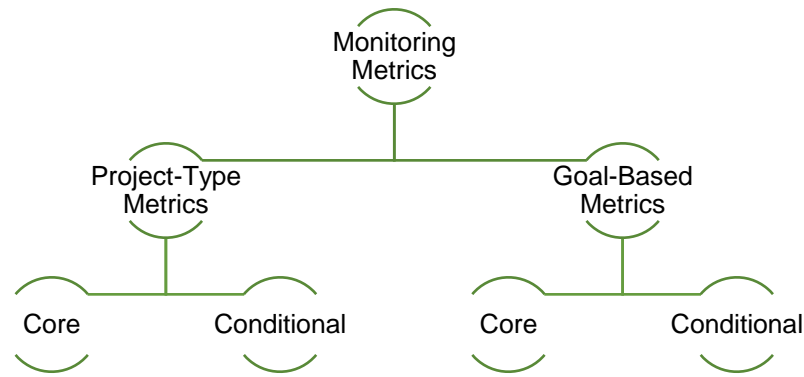 Monitoring
Metrics
Project-Type
Metrics
Goal-Based
Metrics
Core
Conditional
Core
Conditional